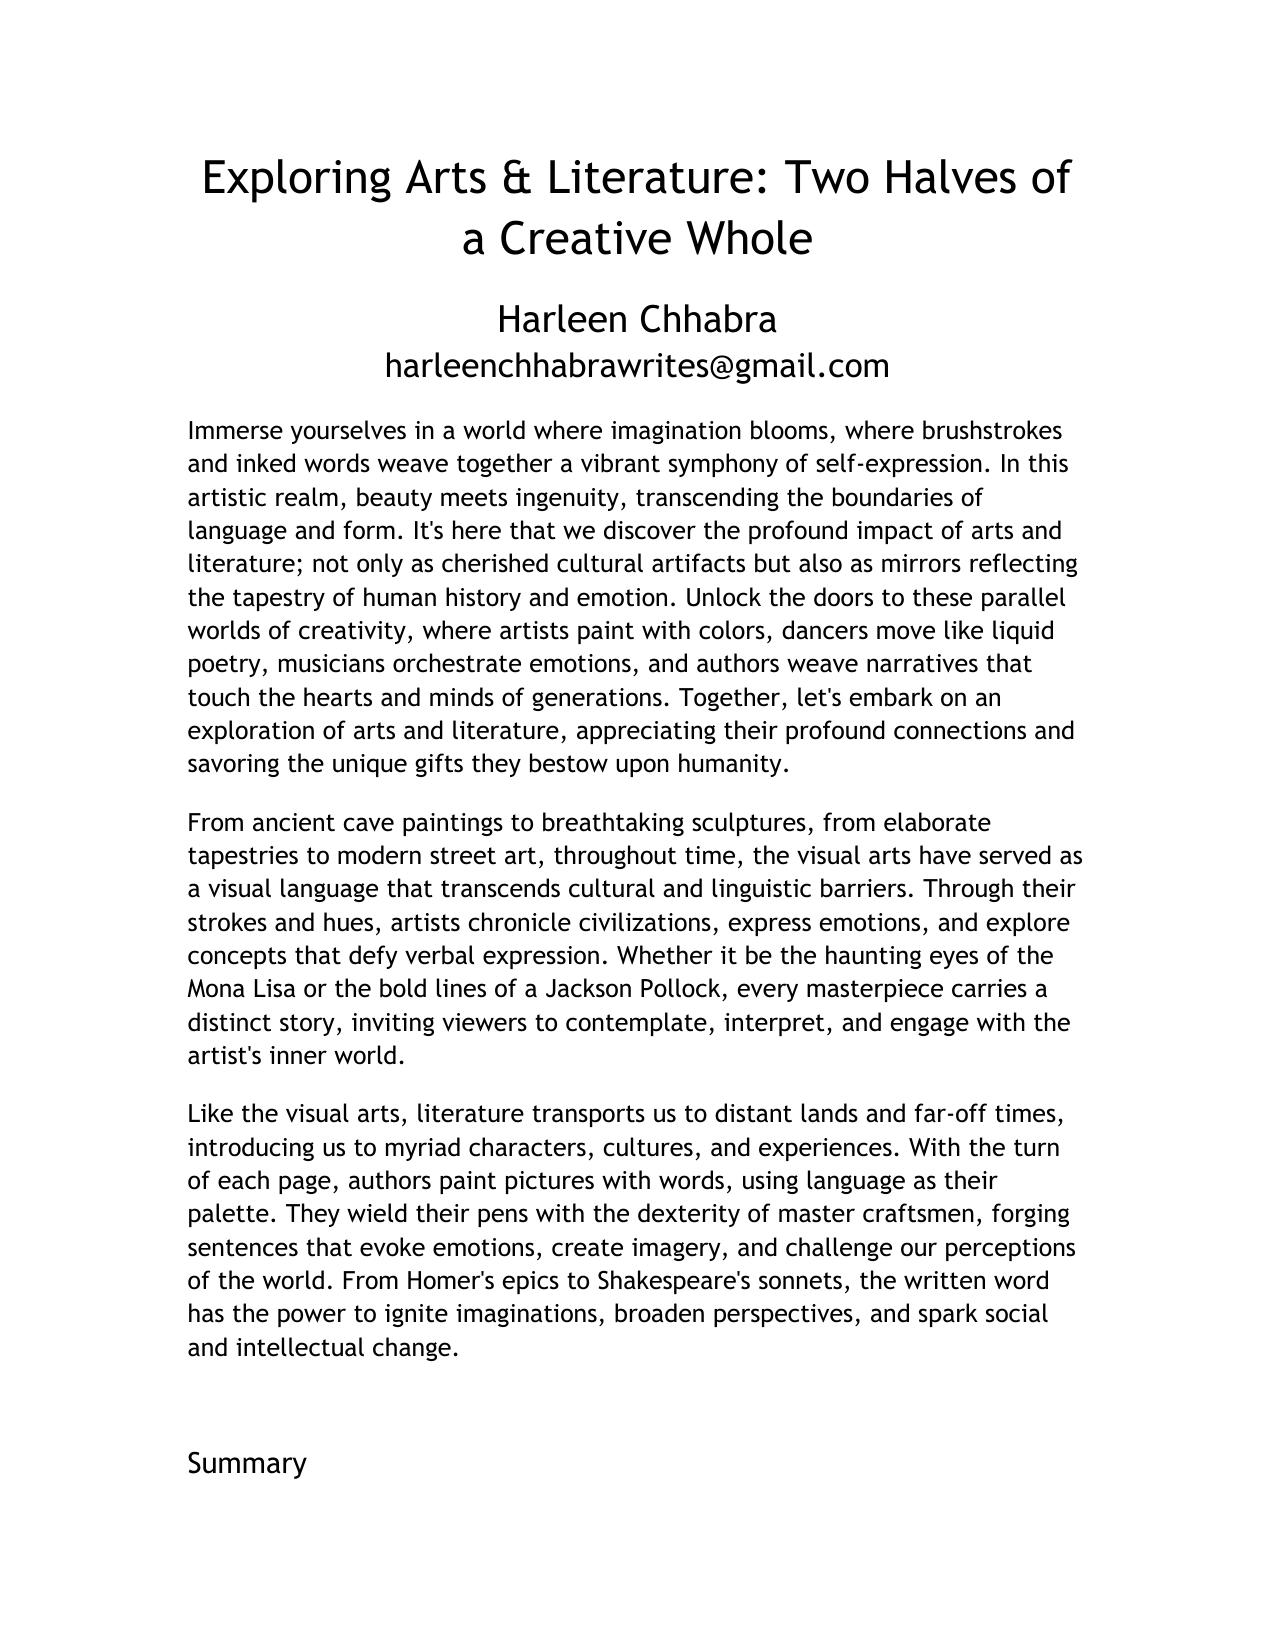 Exploring Arts & Literature: Two Halves of
a Creative Whole
Harleen Chhabra
harleenchhabrawrites@gmail.com
Immerse yourselves in a world where imagination blooms, where brushstrokes
and inked words weave together a vibrant symphony of self-expression. In this
artistic realm, beauty meets ingenuity, transcending the boundaries of
language and form. It's here that we discover the profound impact of arts and
literature; not only as cherished cultural artifacts but also as mirrors reflecting
the tapestry of human history and emotion. Unlock the doors to these parallel
worlds of creativity, where artists paint with colors, dancers move like liquid
poetry, musicians orchestrate emotions, and authors weave narratives that
touch the hearts and minds of generations. Together, let's embark on an
exploration of arts and literature, appreciating their profound connections and
savoring the unique gifts they bestow upon humanity.
From ancient cave paintings to breathtaking sculptures, from elaborate
tapestries to modern street art, throughout time, the visual arts have served as
a visual language that transcends cultural and linguistic barriers. Through their
strokes and hues, artists chronicle civilizations, express emotions, and explore
concepts that defy verbal expression. Whether it be the haunting eyes of the
Mona Lisa or the bold lines of a Jackson Pollock, every masterpiece carries a
distinct story, inviting viewers to contemplate, interpret, and engage with the
artist's inner world.
Like the visual arts, literature transports us to distant lands and far-off times,
introducing us to myriad characters, cultures, and experiences. With the turn
of each page, authors paint pictures with words, using language as their
palette. They wield their pens with the dexterity of master craftsmen, forging
sentences that evoke emotions, create imagery, and challenge our perceptions
of the world. From Homer's epics to Shakespeare's sonnets, the written word
has the power to ignite imaginations, broaden perspectives, and spark social
and intellectual change.
Summary